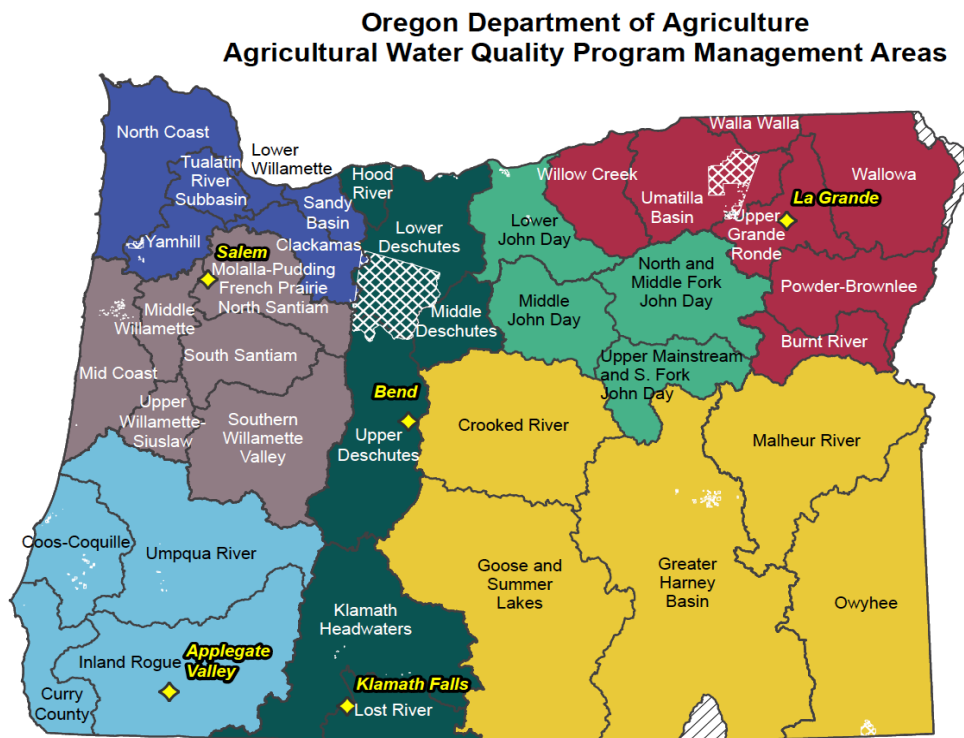 Oregon Department of Agriculture
Agricultural Water Quality Program Management Areas
North Coast
Lower
Willamette
Tualatin
River
Subbasin
Hood
River
Sandy
Basin
Yamhill
Salem
Clackamas
Lower
Deschutes
Molalla-Pudding
French Prairie
North Santiam
Middle
Willamette
Middle
Deschutes
South Santiam
Mid Coast
Upper
Willamette-
Siuslaw
Southern
Willamette
Valley
Bend
Upper
Deschutes
Walla Walla
Willow Creek
Umatilla
Basin
Wallowa
La Grande
Upper
Grande
Ronde
Lower
John Day
North and
Middle Fork
John Day
Middle
John Day
Powder-Brownlee
Burnt River
Upper Mainstream
and S. Fork
John Day
Crooked River
Malheur River
Coos-Coquille
Umpqua River
Goose and
Summer
Lakes
Greater
Harney
Basin
Owyhee
Klamath
Headwaters
Inland Rogue
Applegate
Valley
Curry
County
Klamath Falls
Lost River